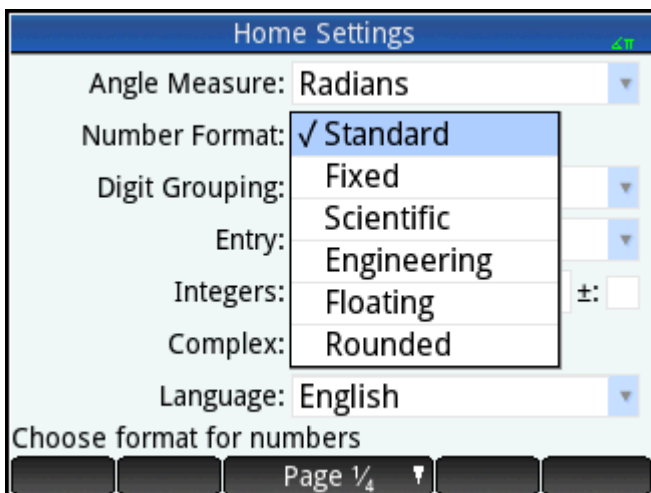 Home Settings
∡π
Angle Measure: Radians
Number Format: √ Standard
Fixed
Digit Grouping:
Scientific
Entry:
Engineering
Integers:
±:
Floating
Complex:
Rounded
Language: English
Choose format for numbers
Page ¼